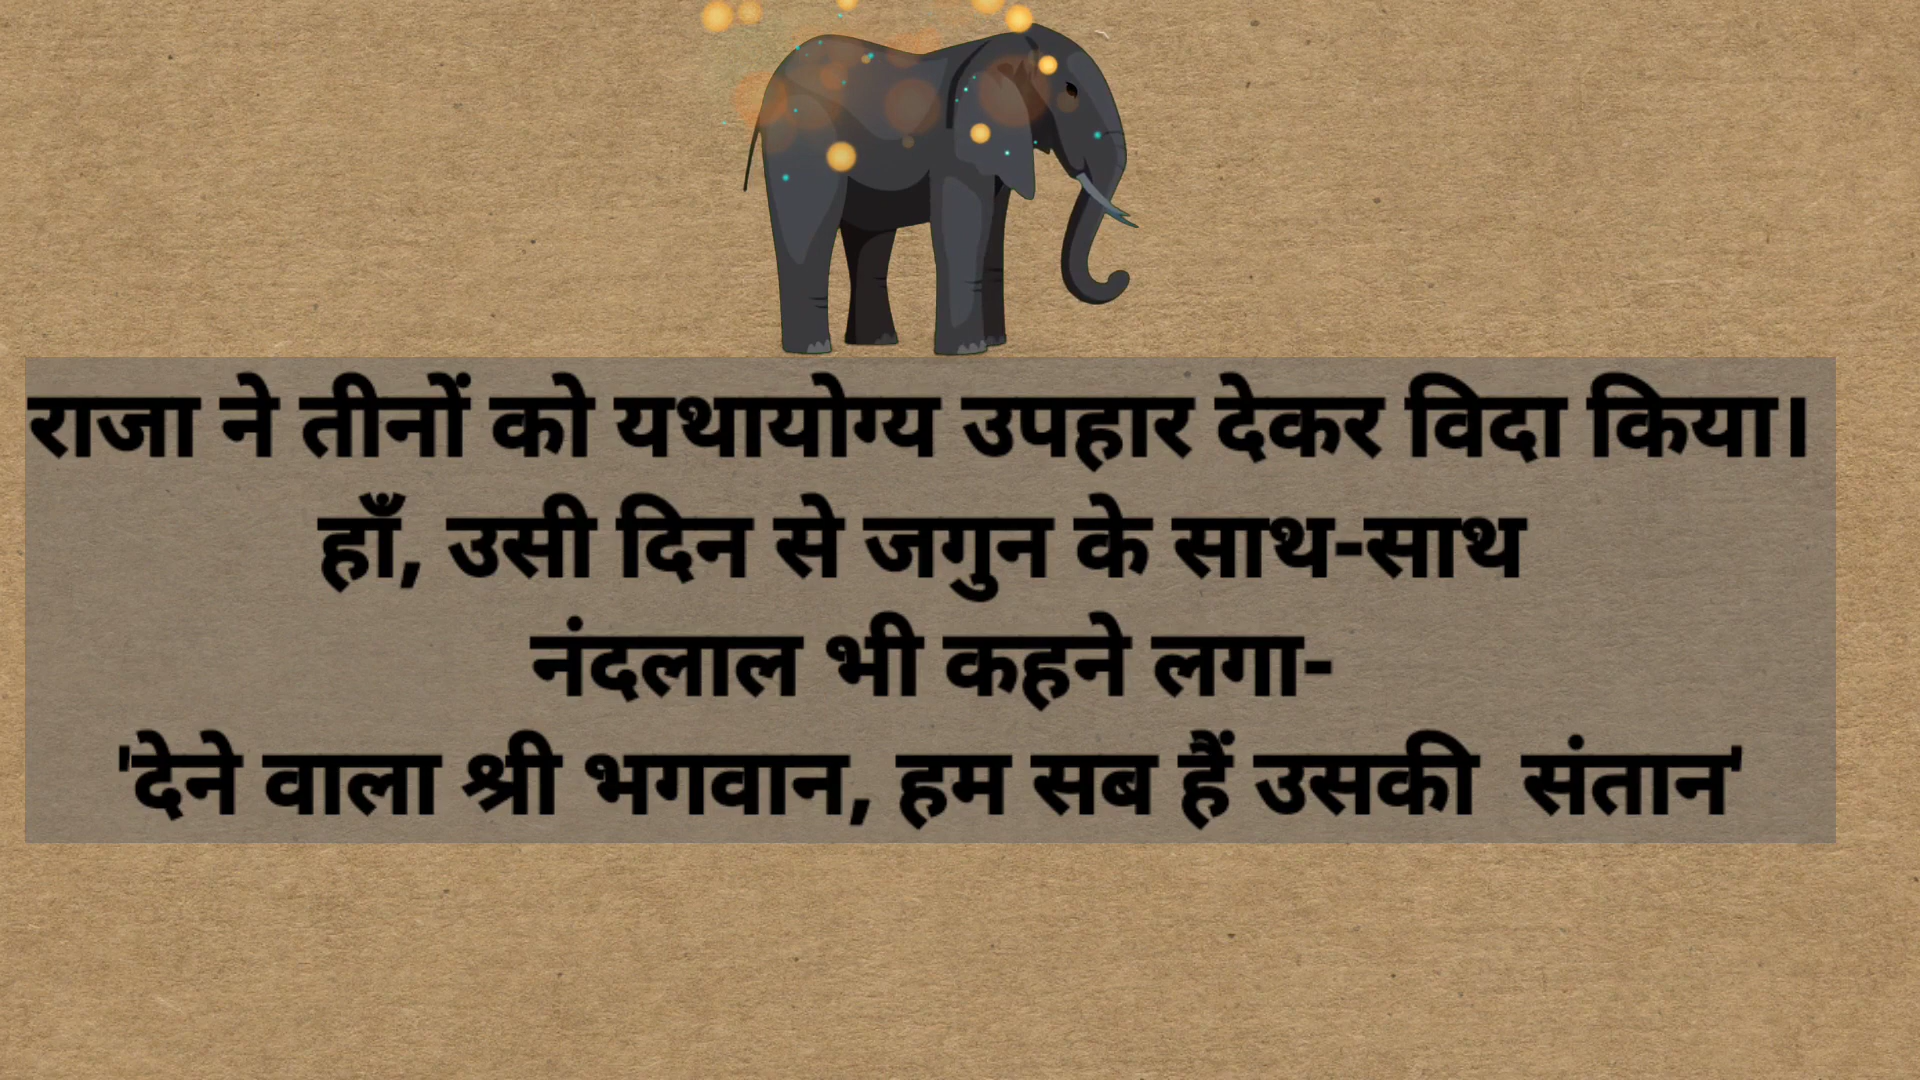 राजा ने तीनों को यथायोग्य उपहार देकर विदा किया।
हाँ, उसी दिन से जगुन के साथ-साथ
नंदलाल भी कहने लगा-
'देने वाला श्री भगवान, हम सब हैं उसकी संतान'